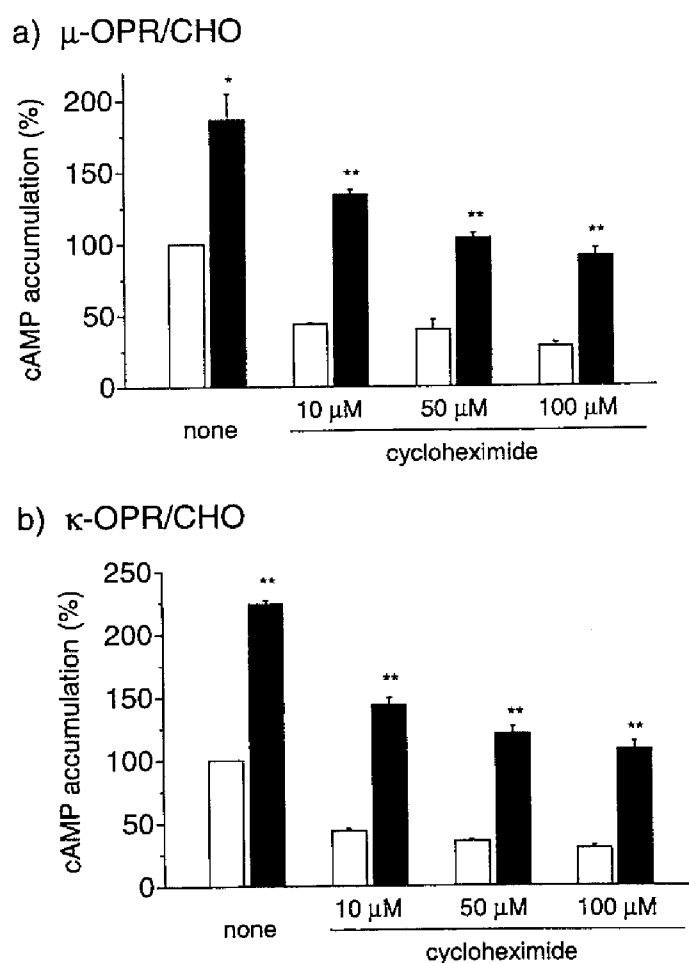 a) μ-OPR/CHO
cAMP accumulation (%)
200
150
100
50
0
*
**
**
**
none
10 μM
50 μM
100 μM
cycloheximide
b) κ-OPR/CHO
cAMP accumulation (%)
250
200
150
100
50
0
**
**
**
**
none
10 μM
50 μM
100 μM
cycloheximide